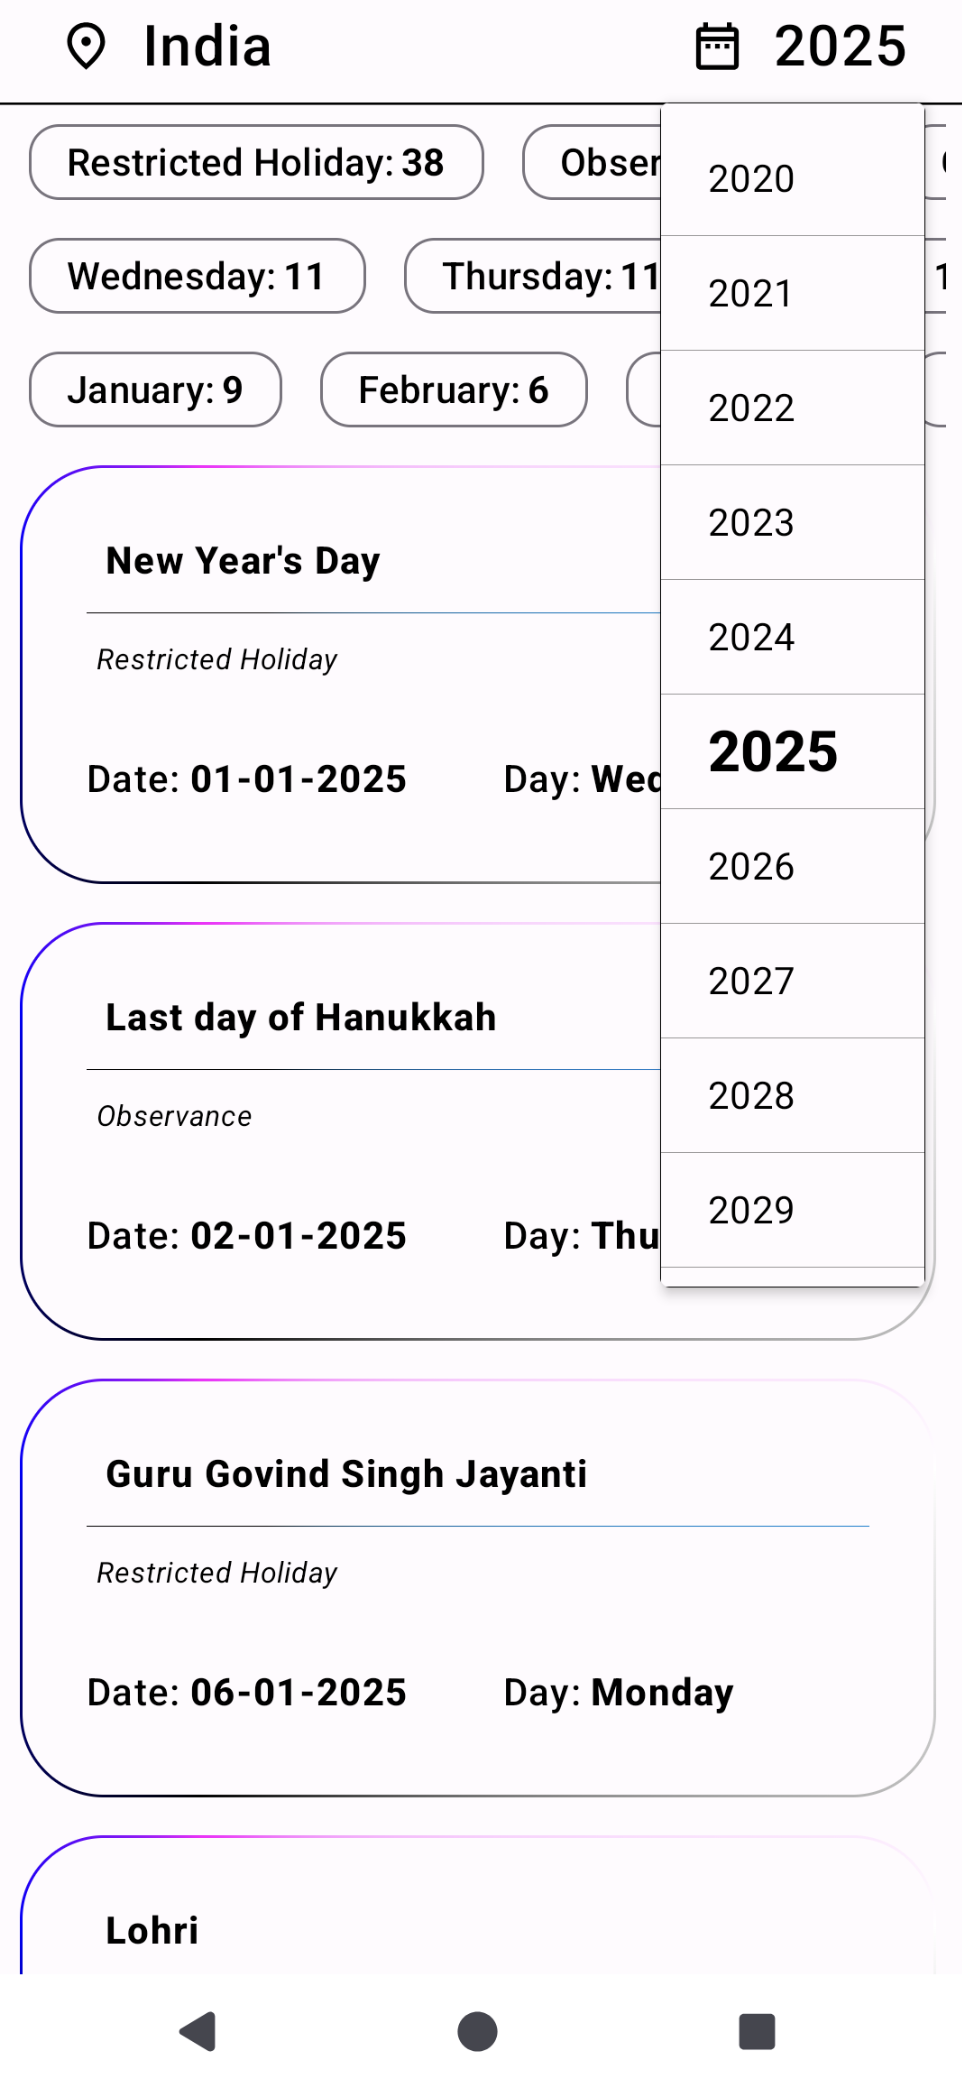 India 2025
Restricted Holiday: 38
Wednesday: 11 Thursday: 11
January: 9 February: 6
2020
2021
2022
2023
2024
2025
2026
2027
2028
2029
New Year's Day
Restricted Holiday
Date: 01-01-2025 Day: Wed
Last day of Hanukkah
Observance
Date: 02-01-2025 Day: Thu
Guru Govind Singh Jayanti
Restricted Holiday
Date: 06-01-2025 Day: Monday
Lohri